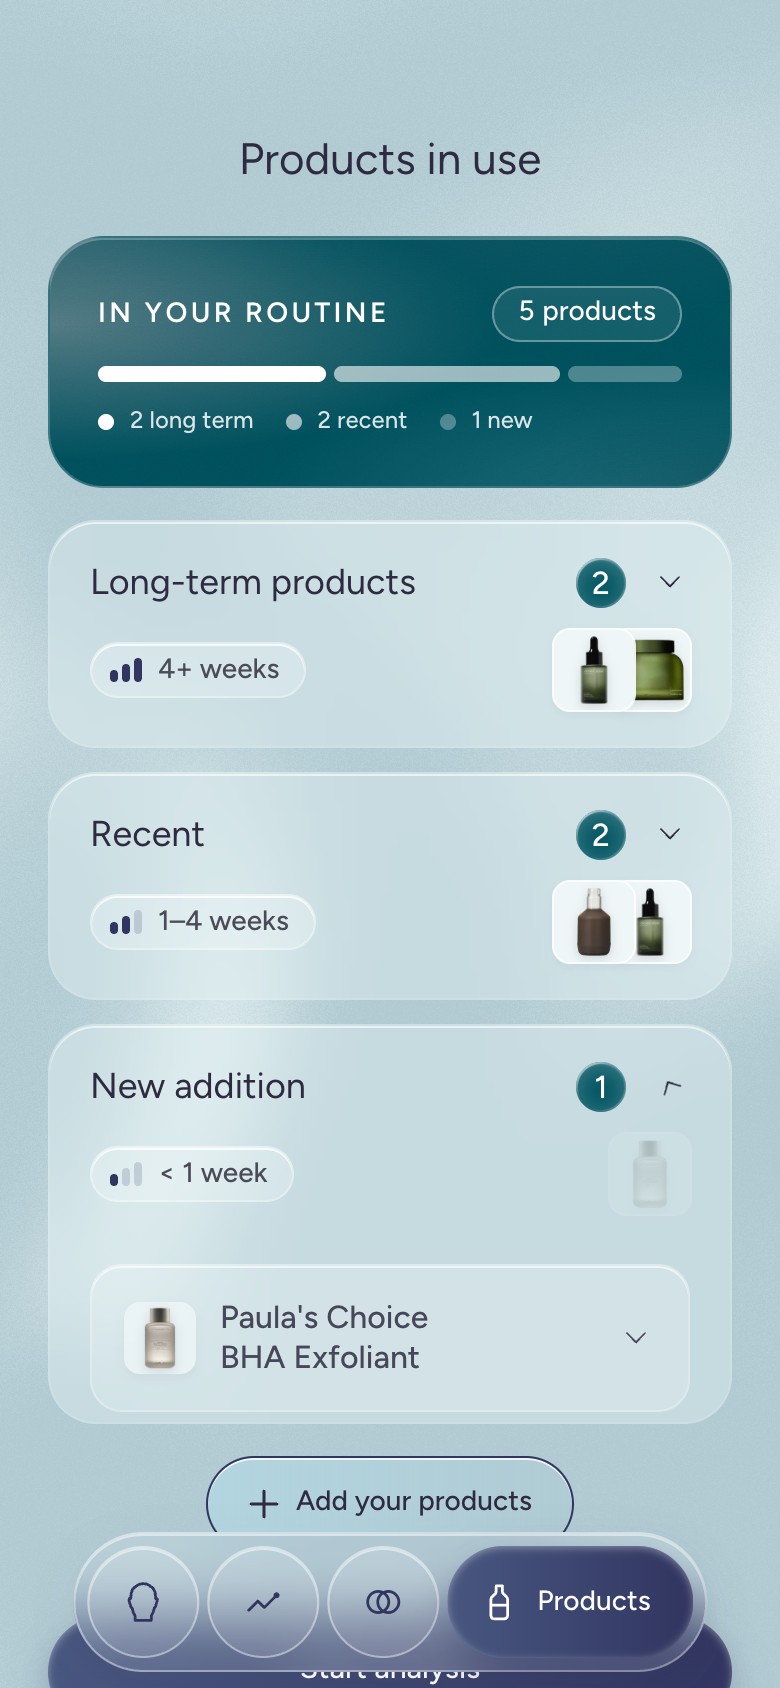 Products in use
IN YOUR ROUTINE
5 products
2 long term
2 recent
1 new
Long-term products
2
4+ weeks
Recent
2
1–4 weeks
New addition
1
< 1 week
Paula's Choice
BHA Exfoliant
Add your products
Products
Start analysis